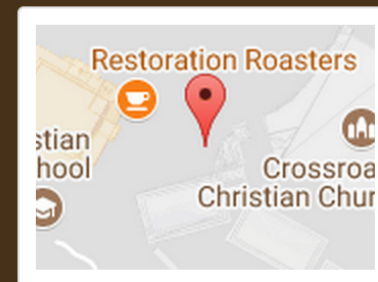 Restoration Roasters
stian
hool
Crossroa
Christian Chur